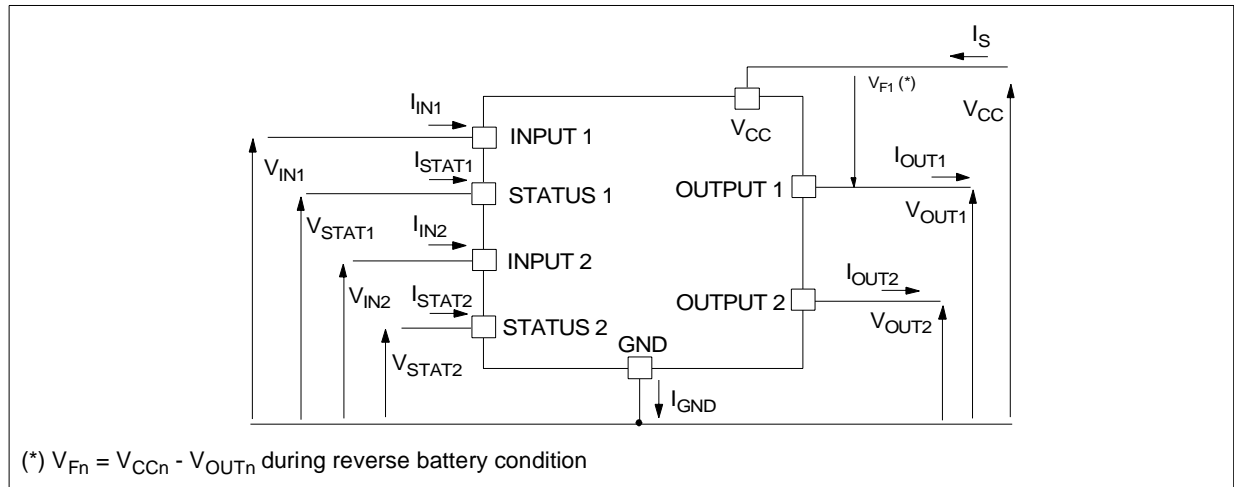 I_S
V_F1 (*)
V_CC
V_CC
I_IN1
INPUT 1
V_IN1
I_STAT1
STATUS 1
OUTPUT 1
I_OUT1
V_OUT1
V_STAT1
I_IN2
INPUT 2
V_IN2
I_STAT2
STATUS 2
OUTPUT 2
I_OUT2
V_OUT2
V_STAT2
GND
I_GND
(*) V_Fn = V_CCn - V_OUTn during reverse battery condition